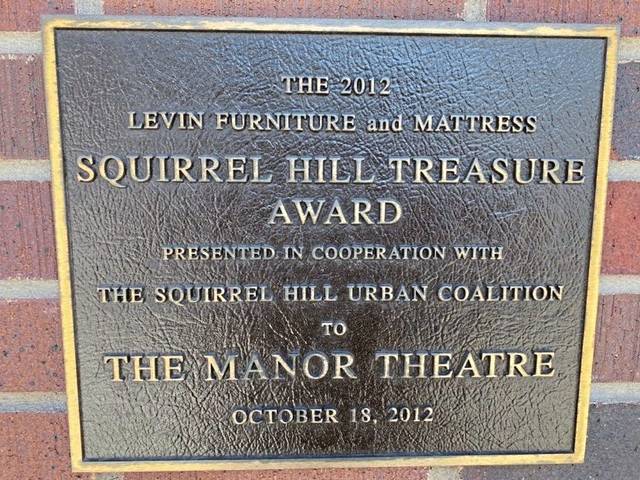 THE 2012
LEVIN FURNITURE and MATTRESS
SQUIRREL HILL TREASURE
AWARD
PRESENTED IN COOPERATION WITH
THE SQUIRREL HILL URBAN COALITION
TO
THE MANOR THEATRE
OCTOBER 18, 2012